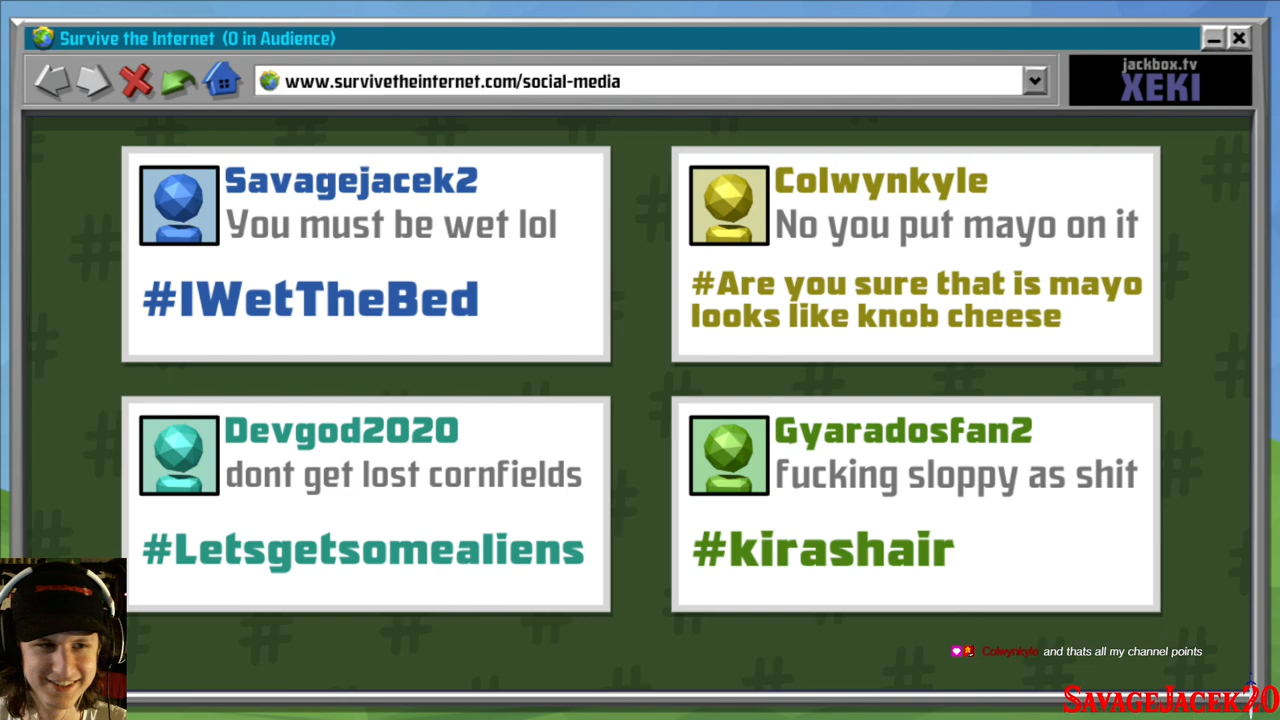 Survive the Internet (0 in Audience)
www.survivetheinternet.com/social-media
jackbox.tv
XEKI
Savagejacek2
You must be wet lol
#IWetTheBed
Colwynkyle
No you put mayo on it
#Are you sure that is mayo
looks like knob cheese
Devgod2020
dont get lost cornfields
#Letsgetsomealiens
Gyaradosfan2
fucking sloppy as shit
#kirashair
Colwynkyle and thats all my channel points
SavageJacek20